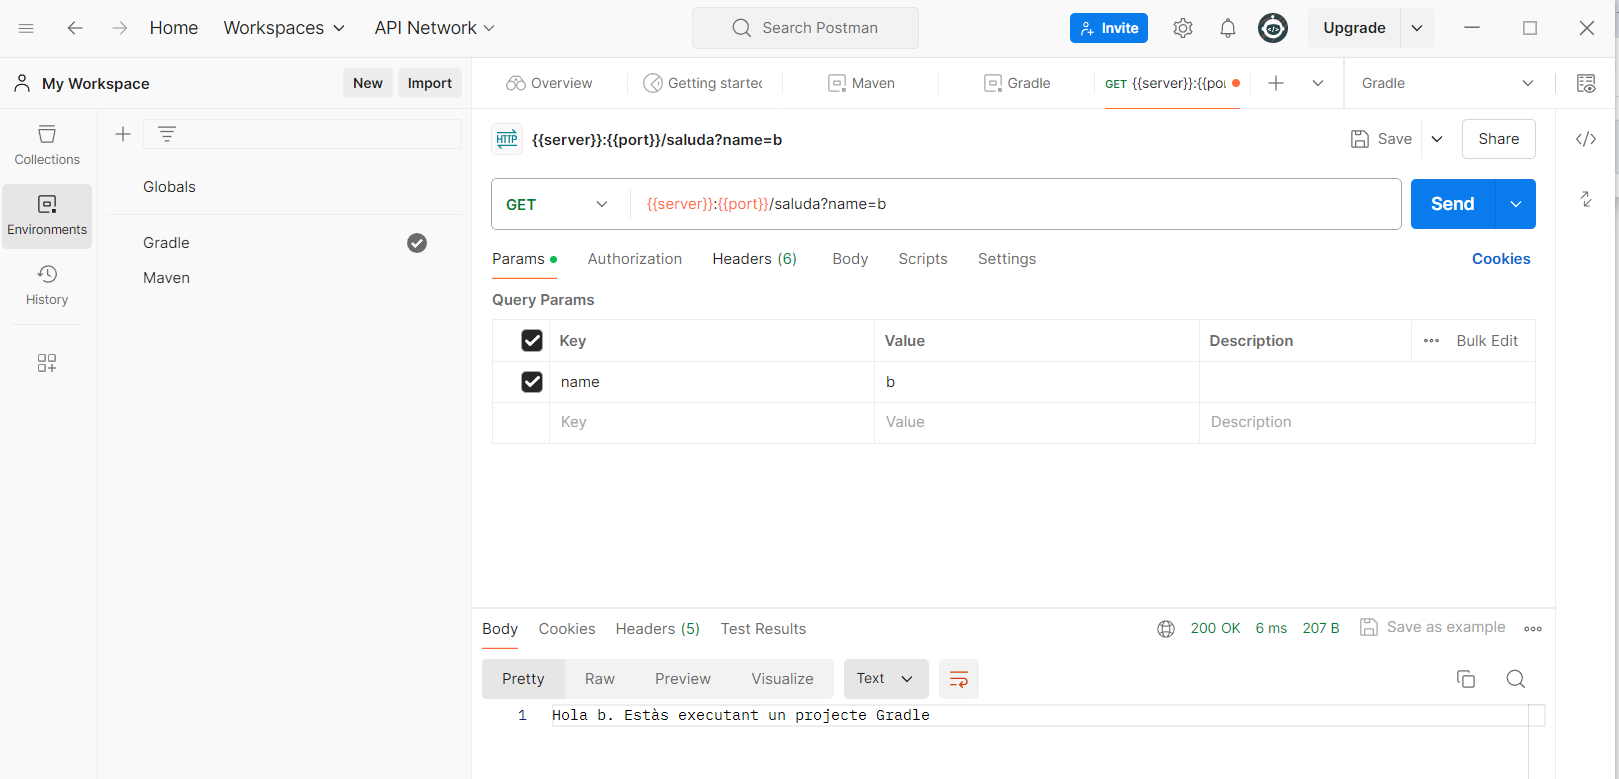 Home Workspaces API Network Search Postman Invite Upgrade
My Workspace New Import
Overview Getting started Maven Gradle GET {{server}}:{{por Gradle
Collections
Environments
History
Globals
Gradle
Maven
HTTP {{server}}:{{port}}/saluda?name=b Save Share
GET {{server}}:{{port}}/saluda?name=b Send
Params Authorization Headers (6) Body Scripts Settings Cookies
Query Params
Key Value Description Bulk Edit
name b
Key Value Description
Body Cookies Headers (5) Test Results 200 OK 6 ms 207 B Save as example
Pretty Raw Preview Visualize Text
1 Hola b. Estàs executant un projecte Gradle